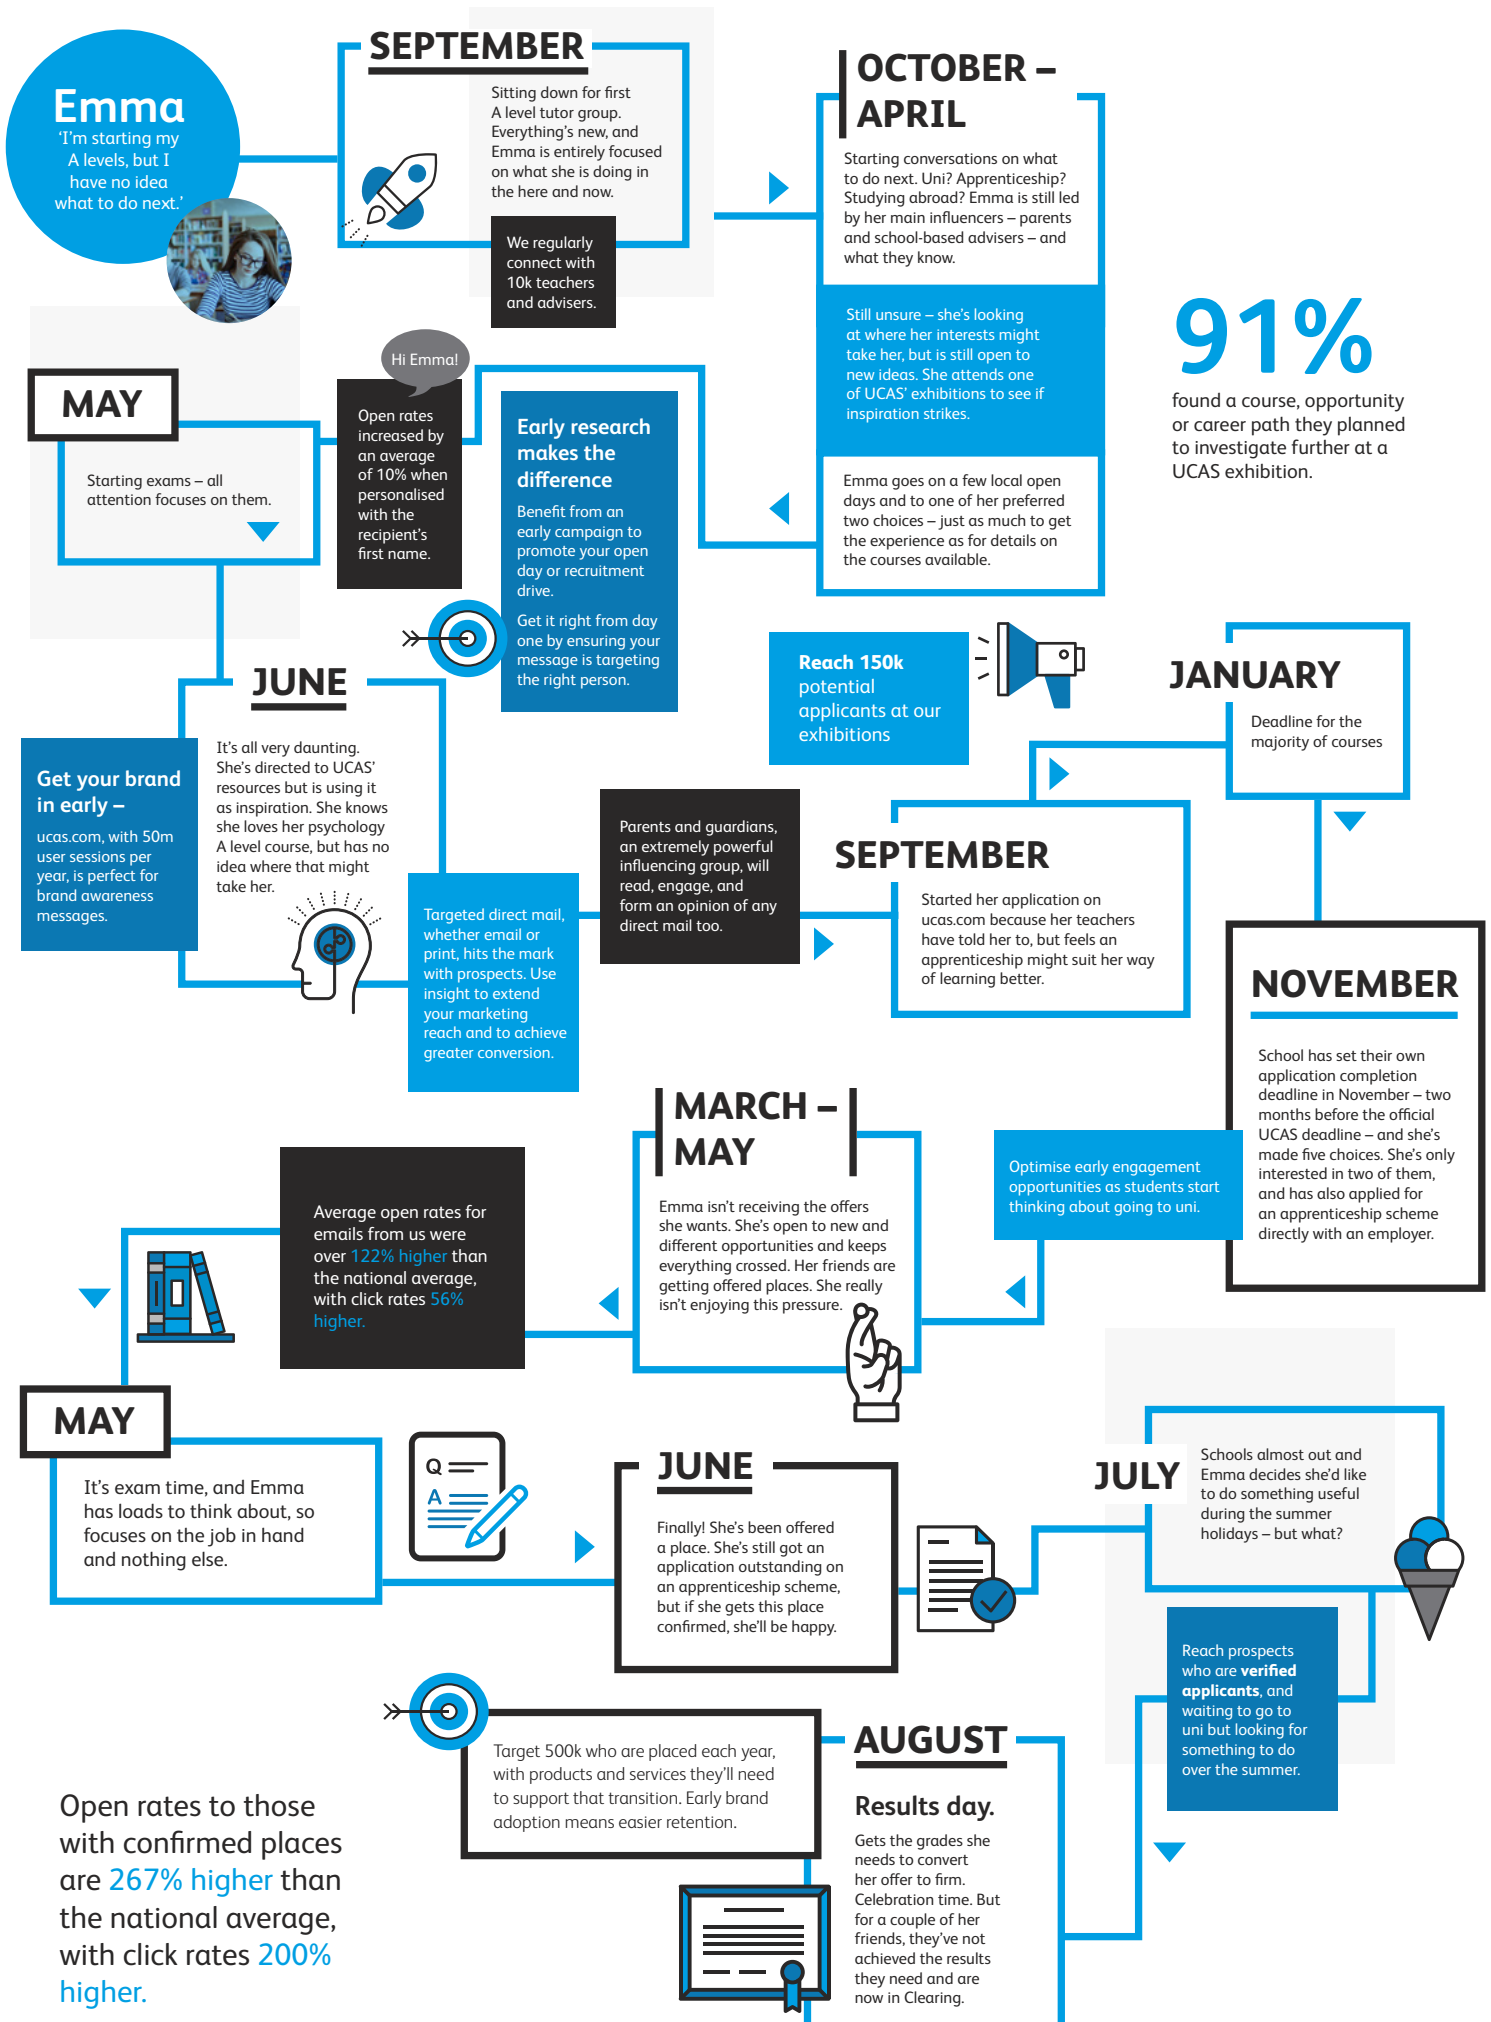 Emma
‘I’m starting my
A levels, but I
have no idea
what to do next.’
SEPTEMBER
Sitting down for first
A level tutor group.
Everything’s new, and
Emma is entirely focused
on what she is doing in
the here and now.
We regularly
connect with
10k teachers
and advisers.
OCTOBER –
APRIL
Starting conversations on what
to do next. Uni? Apprenticeship?
Studying abroad? Emma is still led
by her main influencers – parents
and school-based advisers – and
what they know.
Still unsure – she’s looking
at where her interests might
take her, but is still open to
new ideas. She attends one
of UCAS’ exhibitions to see if
inspiration strikes.
Emma goes on a few local open
days and to one of her preferred
two choices – just as much to get
the experience as for details on
the courses available.
91%
found a course, opportunity
or career path they planned
to investigate further at a
UCAS exhibition.
Early research
makes the
difference
Benefit from an
early campaign to
promote your open
day or recruitment
drive.
Get it right from day
one by ensuring your
message is targeting
the right person.
Hi Emma!
Open rates
increased by
an average
of 10% when
personalised
with the
recipient’s
first name.
MAY
Starting exams – all
attention focuses on them.
JUNE
It’s all very daunting.
She’s directed to UCAS’
resources but is using it
as inspiration. She knows
she loves her psychology
A level course, but has no
idea where that might
take her.
Get your brand
in early –
ucas.com, with 50m
user sessions per
year, is perfect for
brand awareness
messages.
Targeted direct mail,
whether email or
print, hits the mark
with prospects. Use
insight to extend
your marketing
reach and to achieve
greater conversion.
Parents and guardians,
an extremely powerful
influencing group, will
read, engage, and
form an opinion of any
direct mail too.
Reach 150k
potential
applicants at our
exhibitions
SEPTEMBER
Started her application on
ucas.com because her teachers
have told her to, but feels an
apprenticeship might suit her way
of learning better.
JANUARY
Deadline for the
majority of courses
NOVEMBER
School has set their own
application completion
deadline in November – two
months before the official
UCAS deadline – and she’s
made five choices. She’s only
interested in two of them,
and has also applied for
an apprenticeship scheme
directly with an employer.
Optimise early engagement
opportunities as students start
thinking about going to uni.
MARCH –
MAY
Emma isn’t receiving the offers
she wants. She’s open to new and
different opportunities and keeps
everything crossed. Her friends are
getting offered places. She really
isn’t enjoying this pressure.
Average open rates for
emails from us were
over 122% higher than
the national average,
with click rates 56%
higher.
MAY
It’s exam time, and Emma
has loads to think about, so
focuses on the job in hand
and nothing else.
Q
A
JUNE
Finally! She’s been offered
a place. She’s still got an
application outstanding on
an apprenticeship scheme,
but if she gets this place
confirmed, she’ll be happy.
JULY
Schools almost out and
Emma decides she’d like
to do something useful
during the summer
holidays – but what?
Reach prospects
who are verified
applicants, and
waiting to go to
uni but looking for
something to do
over the summer.
AUGUST
Results day.
Gets the grades she
needs to convert
her offer to firm.
Celebration time. But
for a couple of her
friends, they’ve not
achieved the results
they need and are
now in Clearing.
Target 500k who are placed each year,
with products and services they’ll need
to support that transition. Early brand
adoption means easier retention.
Open rates to those
with confirmed places
are 267% higher than
the national average,
with click rates 200%
higher.